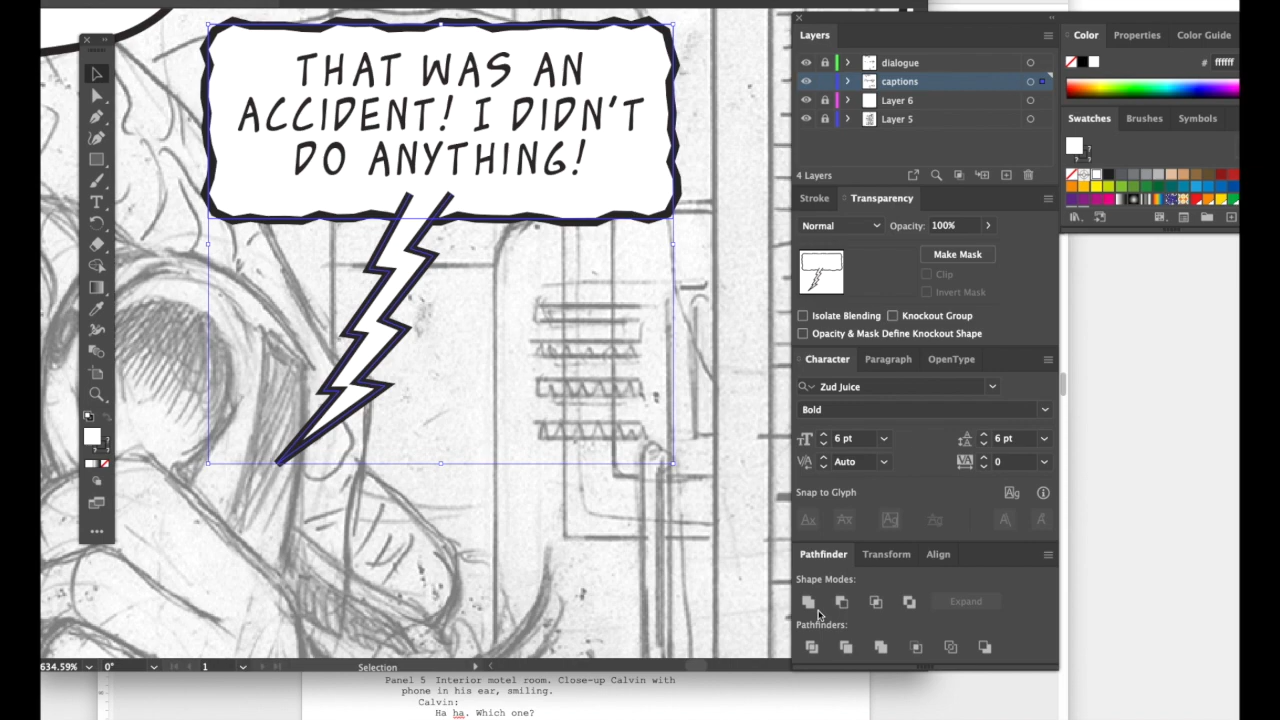 THAT WAS AN
ACCIDENT! I DIDN'T
DO ANYTHING!
Layers
dialogue
captions
Layer 6
Layer 5
4 Layers
Stroke
Transparency
Normal
Opacity:
100%
Make Mask
Clip
Invert Mask
Isolate Blending
Knockout Group
Opacity & Mask Define Knockout Shape
Character
Paragraph
OpenType
Zud Juice
Bold
6 pt
6 pt
Auto
0
Snap to Glyph
Pathfinder
Transform
Align
Shape Modes:
Expand
Pathfinders:
Color
Properties
Color Guide
# ffffff
Swatches
Brushes
Symbols
634.59%
0°
1
Selection
Panel 5 Interior motel room. Close-up Calvin with
phone in his ear, smiling.
Calvin:
Ha ha. Which one?